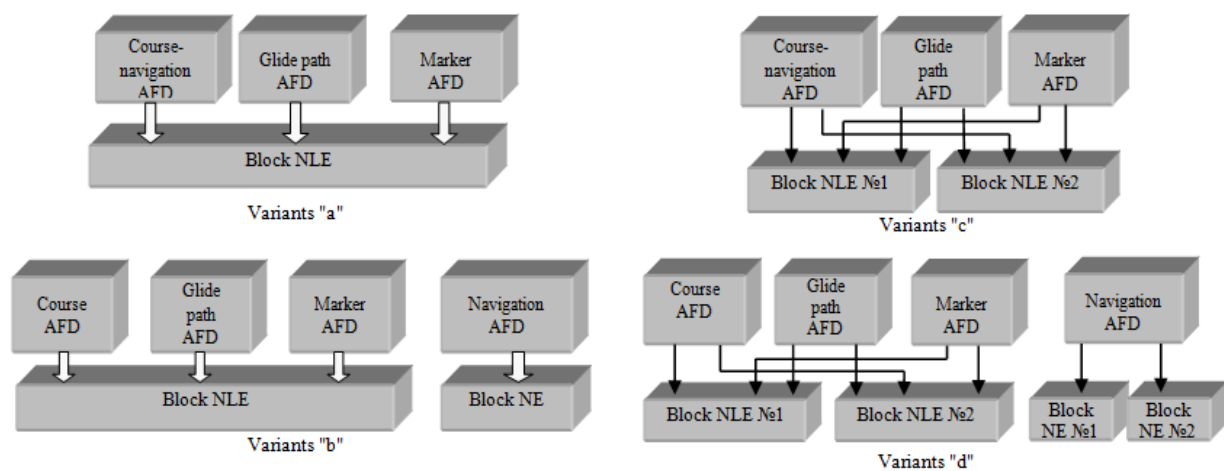 Course-
navigation
AFD
Glide path
AFD
Marker
AFD
Block NLE
Variants "a"
Course-
navigation
AFD
Glide
path
AFD
Marker
AFD
Block NLE №1
Block NLE №2
Variants "c"
Course
AFD
Glide
path
AFD
Marker
AFD
Navigation
AFD
Block NLE
Block NE
Variants "b"
Course
AFD
Glide
path
AFD
Marker
AFD
Navigation
AFD
Block NLE №1
Block NLE №2
Block
NE №1
Block
NE №2
Variants "d"